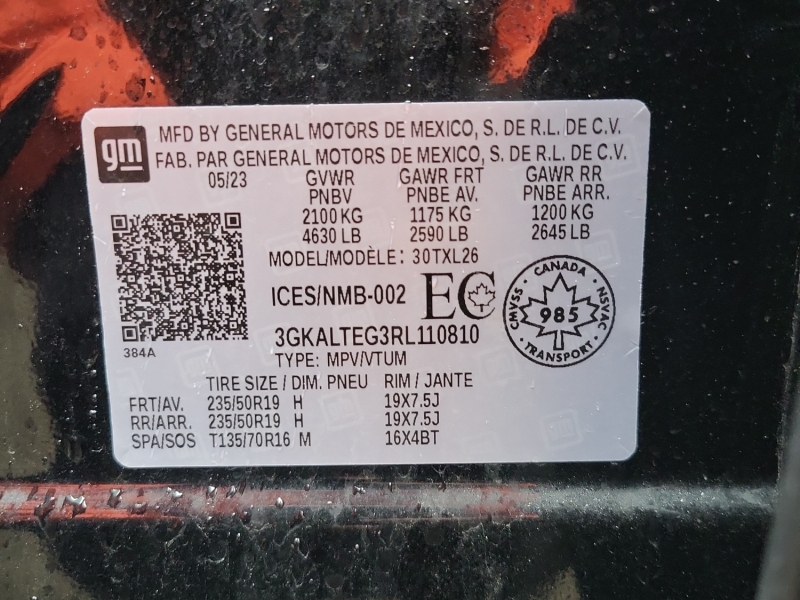 gm
MFD BY GENERAL MOTORS DE MEXICO, S. DE R.L. DE C.V.
FAB. PAR GENERAL MOTORS DE MEXICO, S. DE R.L. DE C.V.
05/23 GVWR GAWR FRT GAWR RR
PNBV PNBE AV. PNBE ARR.
2100 KG 1175 KG 1200 KG
4630 LB 2590 LB 2645 LB
MODEL/MODÈLE: 30TXL26
ICES/NMB-002 EC
CANADA
CMVSS 985 NSVAC
TRANSPORT
3GKALTEG3RL110810
384A
TYPE: MPV/VTUM
TIRE SIZE / DIM. PNEU RIM / JANTE
FRT/AV. 235/50R19 H 19X7.5J
RR/ARR. 235/50R19 H 19X7.5J
SPA/SOS T135/70R16 M 16X4BT